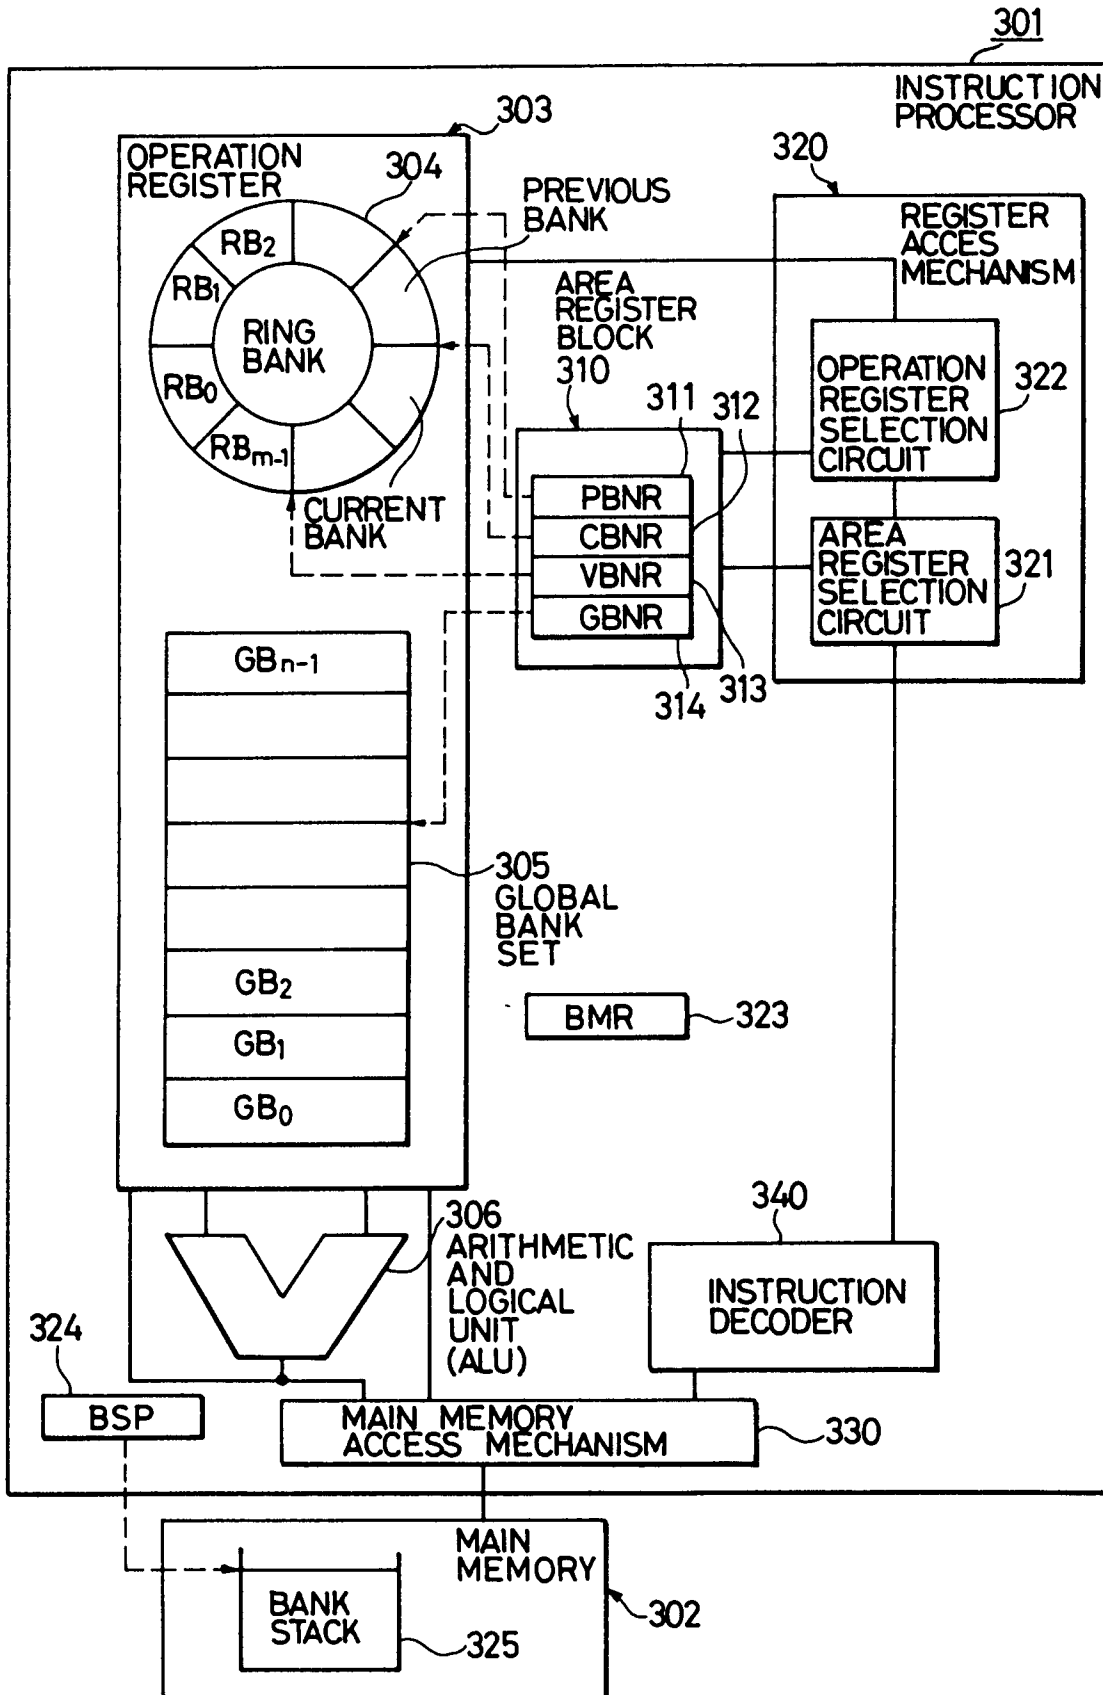 301
INSTRUCTION
PROCESSOR
303
OPERATION
REGISTER
304
PREVIOUS
BANK
320
REGISTER
ACCES
MECHANISM
RB2
RB1
RB0
RBm-1
RING
BANK
CURRENT
BANK
AREA
REGISTER
BLOCK
310
311
312
PBNR
CBNR
VBNR
GBNR
313
314
OPERATION
REGISTER
SELECTION
CIRCUIT
322
AREA
REGISTER
SELECTION
CIRCUIT
321
GBn-1
305
GLOBAL
BANK
SET
GB2
GB1
GB0
BMR
323
306
ARITHMETIC
AND
LOGICAL
UNIT
(ALU)
340
INSTRUCTION
DECODER
324
BSP
MAIN MEMORY
ACCESS MECHANISM
330
MAIN
MEMORY
302
BANK
STACK
325